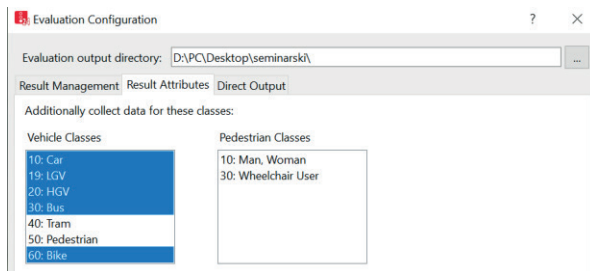 Evaluation Configuration ? ×
Evaluation output directory: D:\PC\Desktop\seminarski\ ...
Result Management Result Attributes Direct Output
Additionally collect data for these classes:
Vehicle Classes Pedestrian Classes
10: Car 10: Man, Woman
19: LGV 30: Wheelchair User
20: HGV
30: Bus
40: Tram
50: Pedestrian
60: Bike